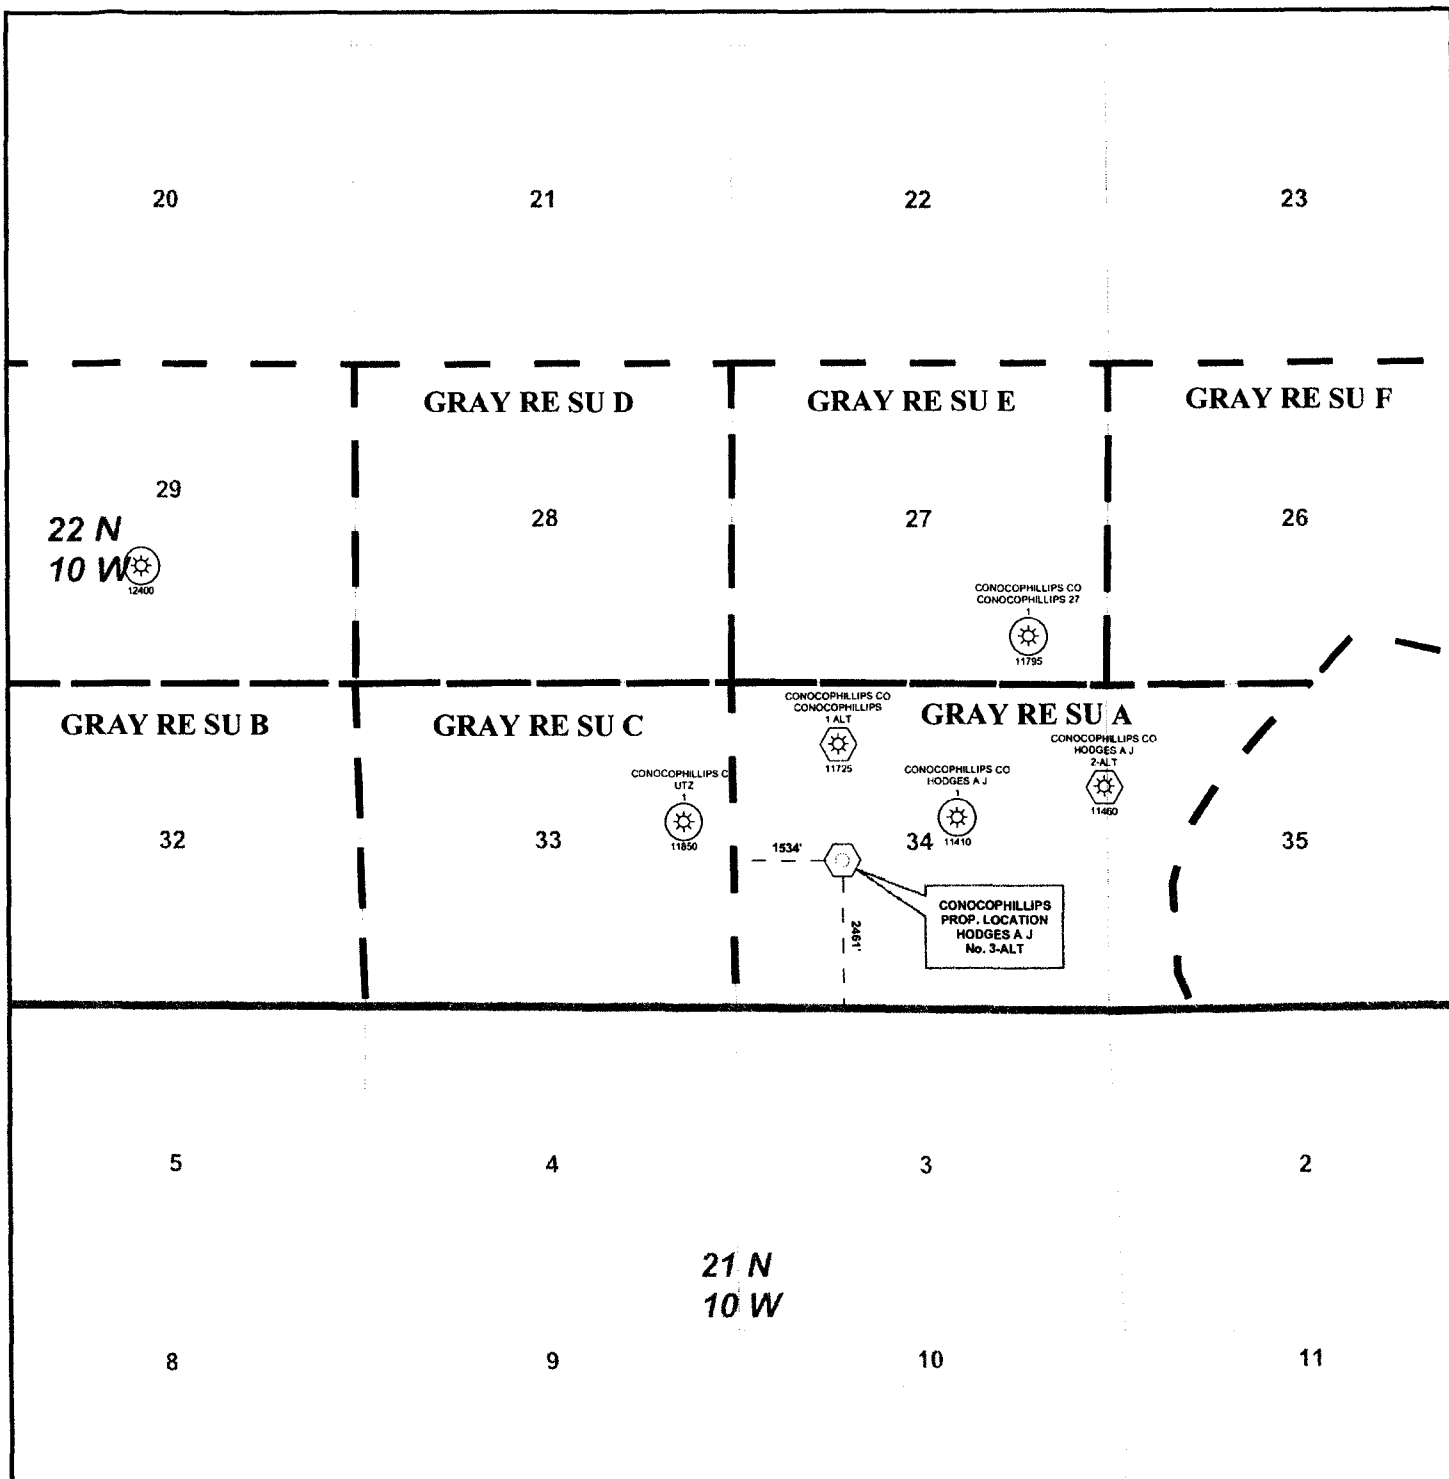 20
21
22
23
GRAY RE SU D
GRAY RE SU E
GRAY RE SU F
29
28
27
26
22 N
10 W
12400
CONOCOPHILLIPS CO
CONOCOPHILLIPS 27
1
11795
GRAY RE SU B
GRAY RE SU C
CONOCOPHILLIPS CO
CONOCOPHILLIPS
1 ALT
11725
GRAY RE SU A
CONOCOPHILLIPS CO
HODGES A J
2-ALT
11460
CONOCOPHILLIPS C
UTZ
1
11850
CONOCOPHILLIPS CO
HODGES A J
1
11410
32
33
34
35
1534'
2461'
CONOCOPHILLIPS
PROP. LOCATION
HODGES A J
No. 3-ALT
5
4
3
2
21 N
10 W
8
9
10
11